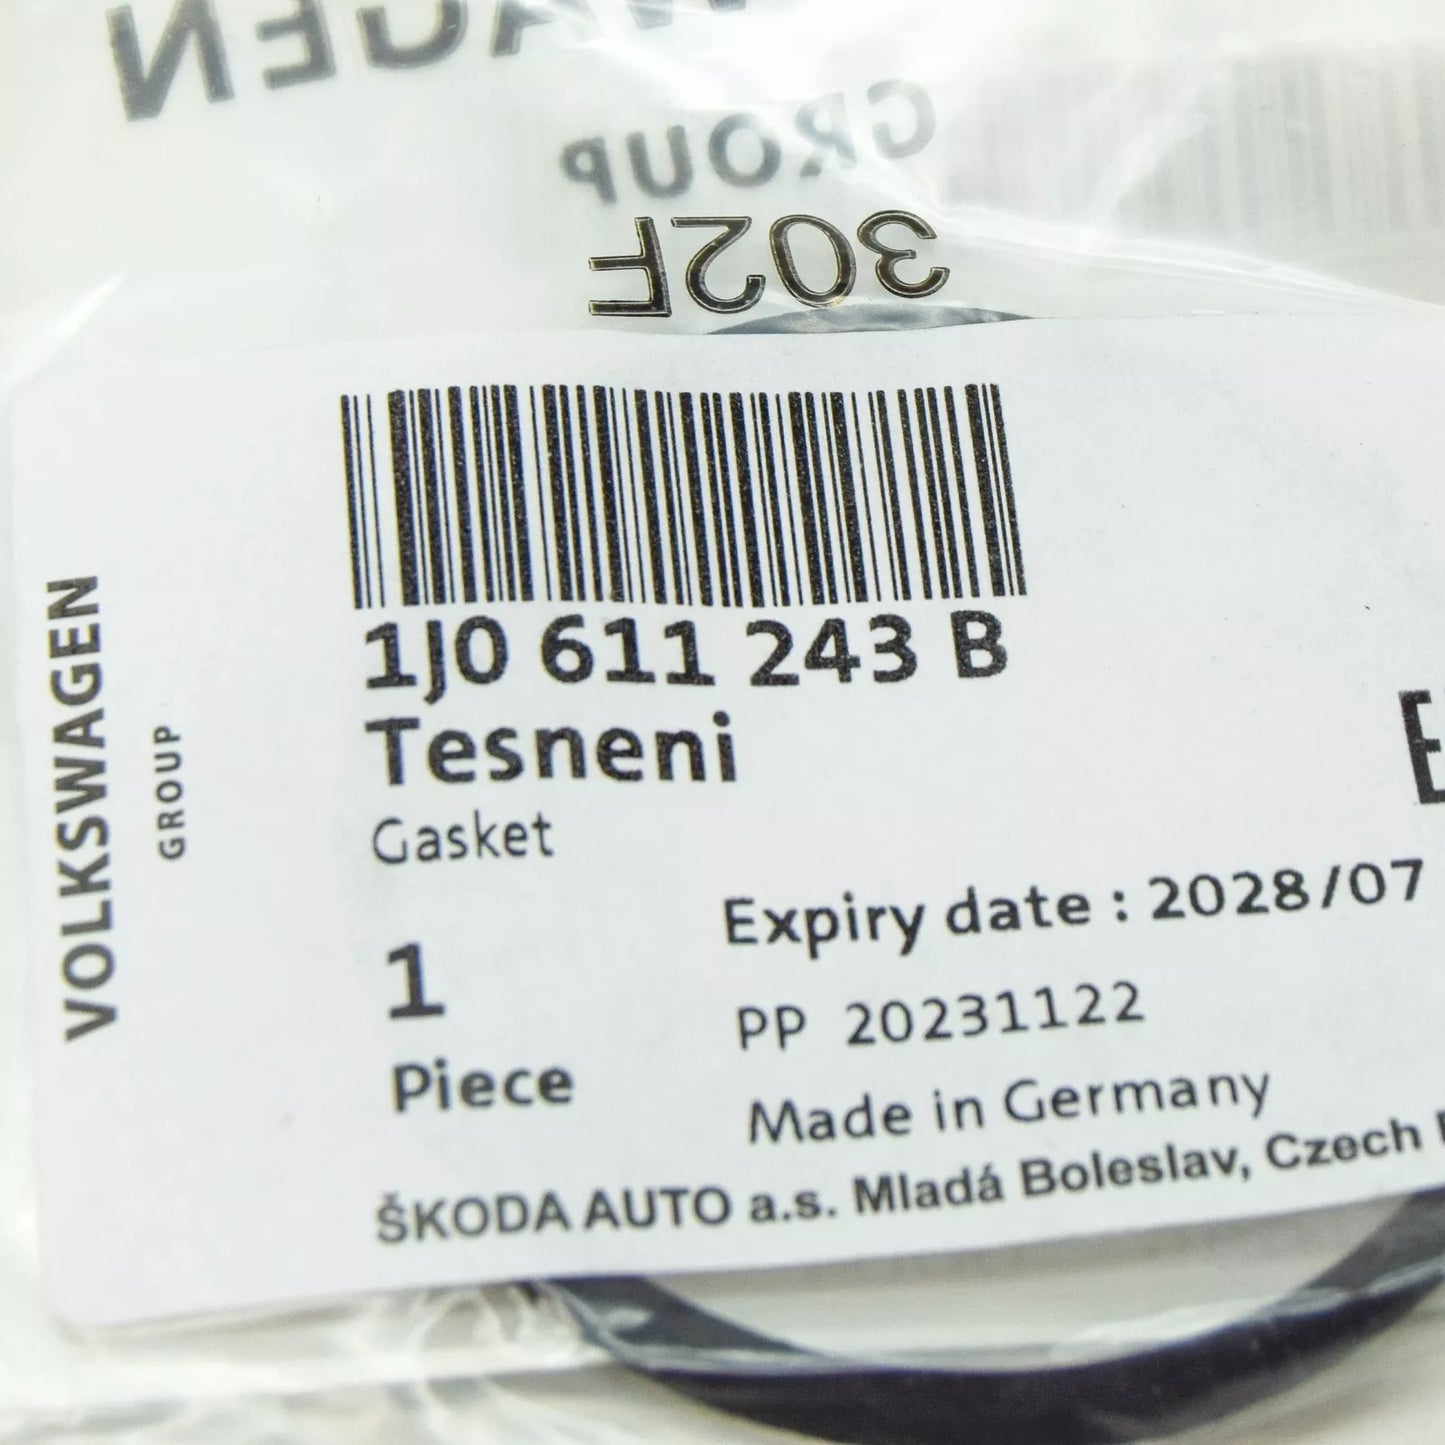 VOLKSWAGEN
GROUP
302F
1J0 611 243 B
Tesneni
Gasket
Expiry date : 2028/07
1
PP 20231122
Piece
Made in Germany
ŠKODA AUTO a.s. Mladá Boleslav, Czech
VOLKSWAGEN
GROUP